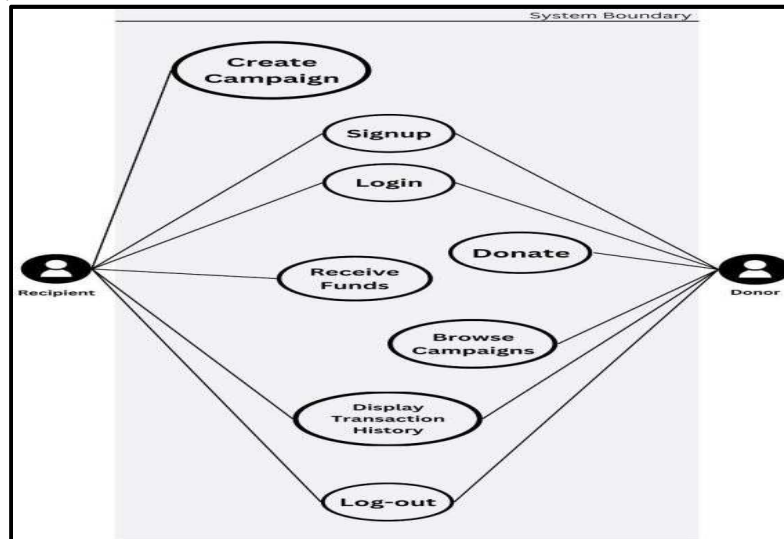 System Boundary
Create
Campaign
Signup
Login
Donate
Receive
Funds
Recipient
Donor
Browse
Campaigns
Display
Transaction
History
Log-out